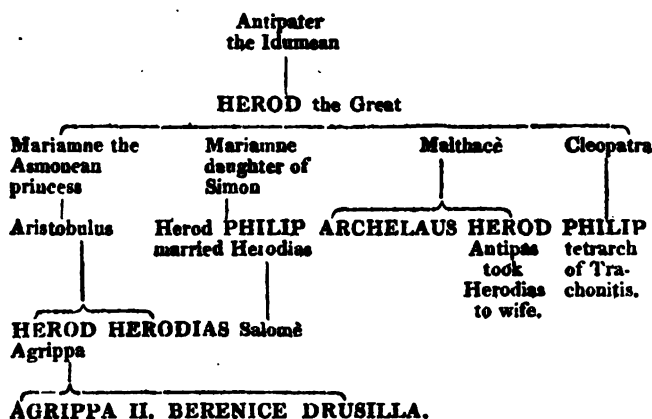 Antipater
the Idumean
HEROD the Great
Mariamne the Mariamne Malthacè Cleopatra
Asmonean daughter of
princess Simon
Aristobulus Herod PHILIP ARCHELAUS HEROD PHILIP
married Herodias Antipas tetrarch
took of Tra-
Herodias chonitis.
to wife.
HEROD HERODIAS Salomè
Agrippa
AGRIPPA II. BERENICE DRUSILLA.